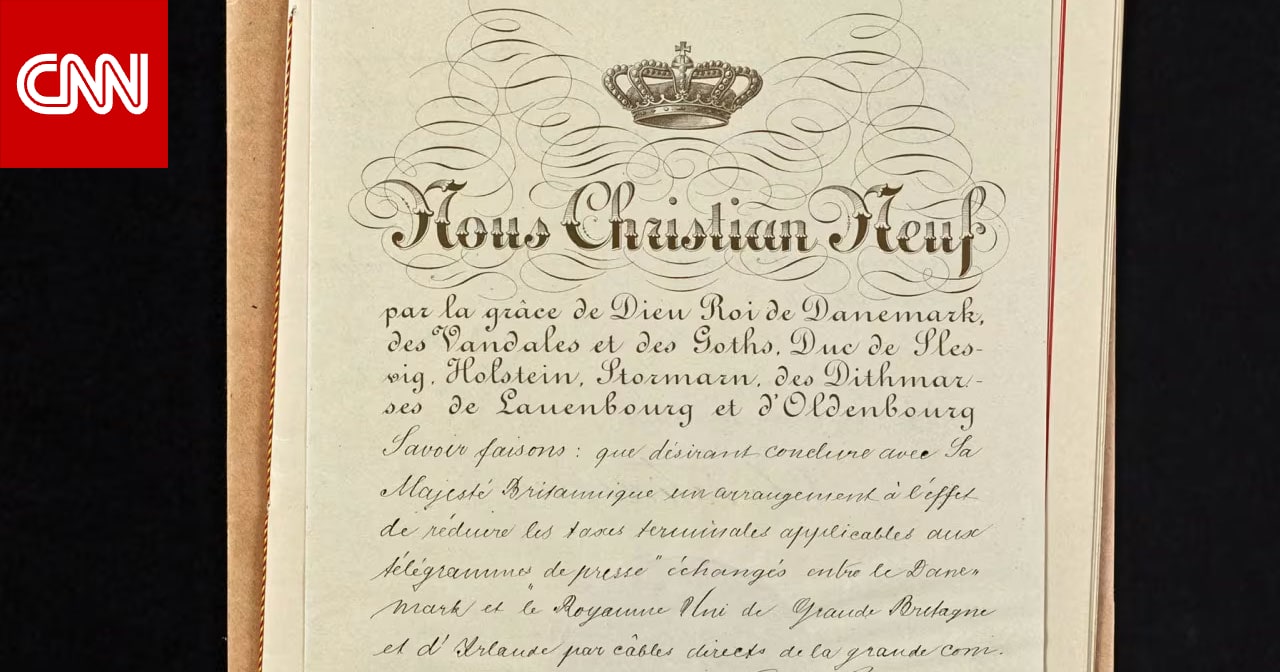 CNN
Nous Christian Neuf
par la grâce de Dieu Roi de Danemark,
des Vandales et des Goths, Duc de Sles-
vig, Holstein, Stormarn, des Dithmar-
ses de Lauenbourg et d'Oldenbourg
Savoir faisons: que désirant conclure avec Sa
Majesté Britannique un arrangement à l'effet
de réduire les taxes terminales applicables aux
télégrammes de presse" échangés entre le Dane"
mark et le Royaume Uni de Grande Bretagne
et d'Irlande par câbles directs de la grande com.